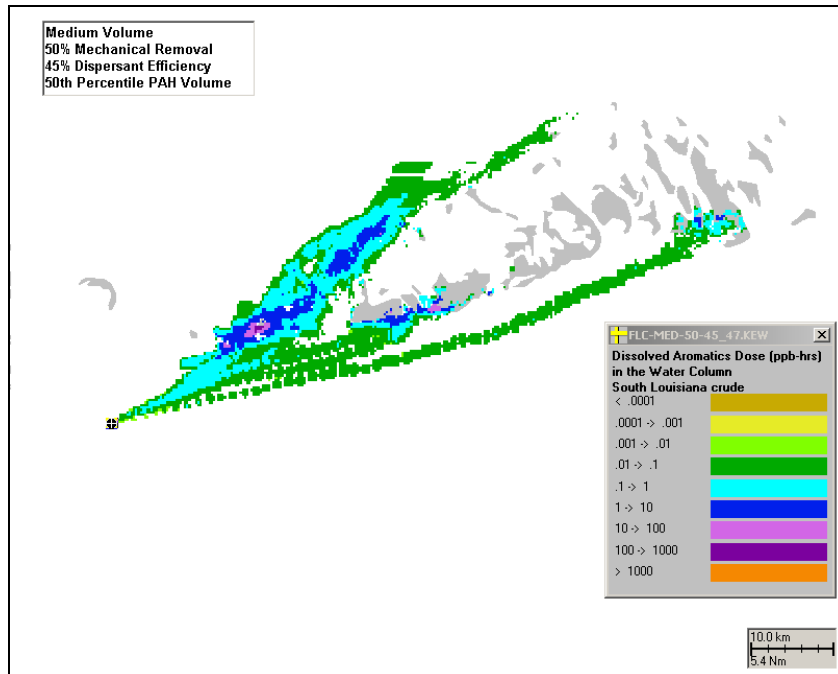 Medium Volume
50% Mechanical Removal
45% Dispersant Efficiency
50th Percentile PAH Volume
FLC-MED-50-45_47.KEW
Dissolved Aromatics Dose (ppb-hrs)
in the Water Column
South Louisiana crude
< .0001
.0001 -> .001
.001 -> .01
.01 -> .1
.1 -> 1
1 -> 10
10 -> 100
100 -> 1000
> 1000
10.0 km
5.4 Nm